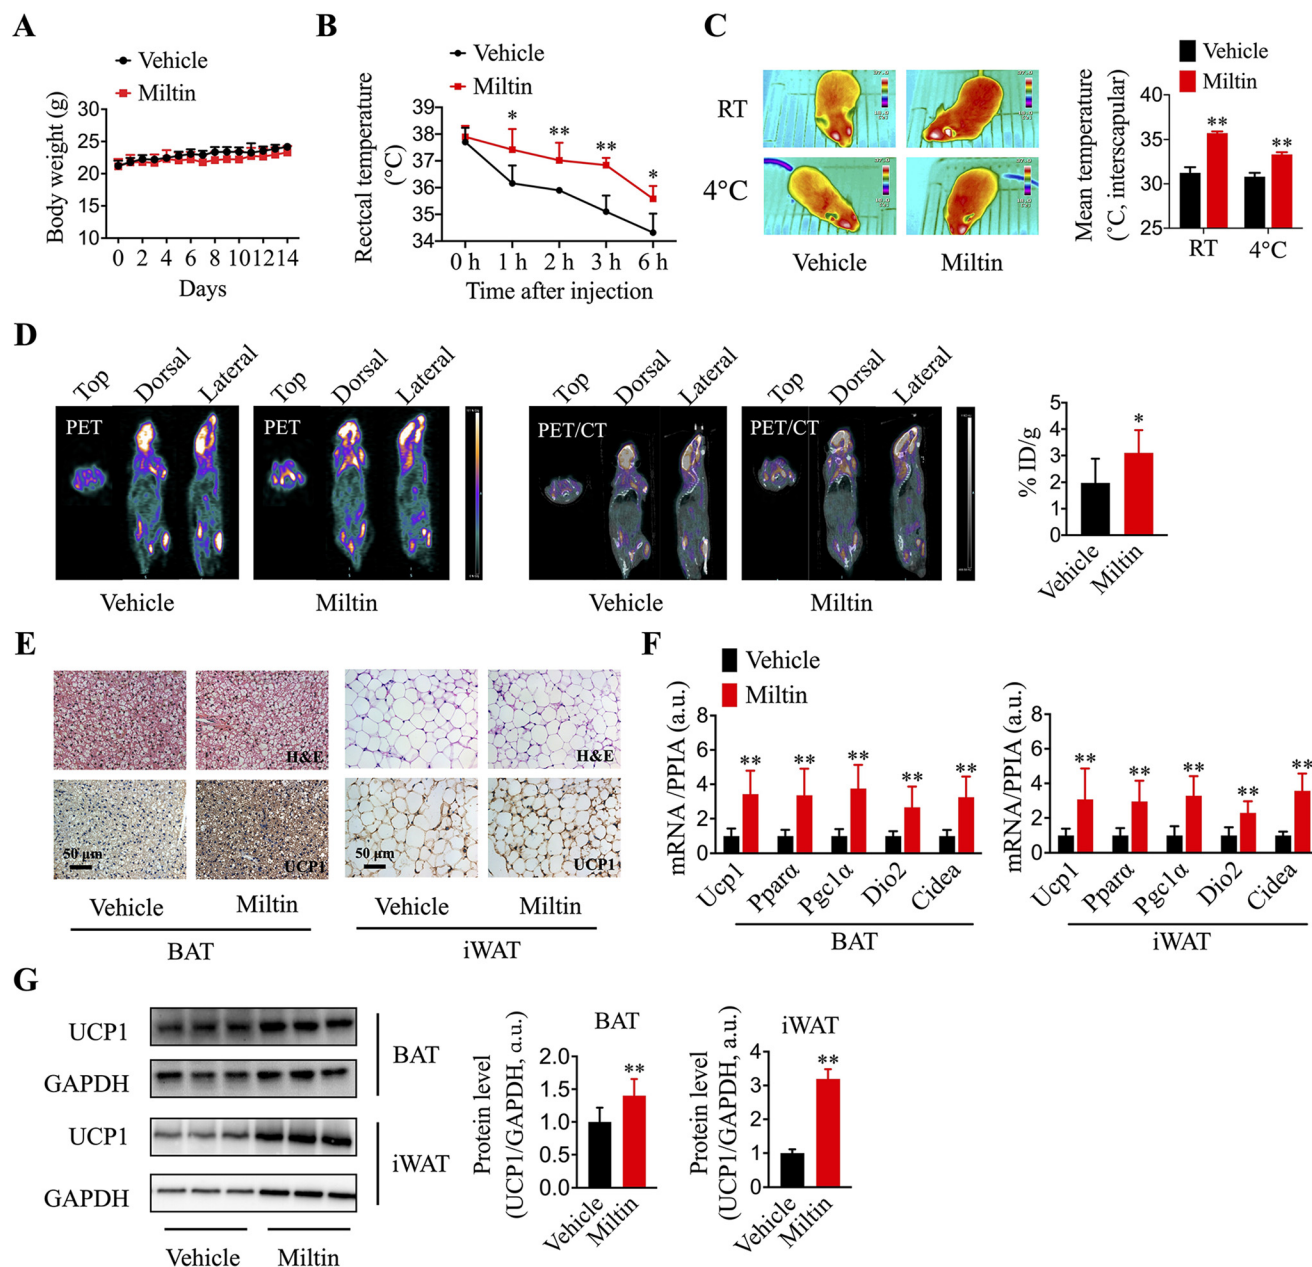 A
Vehicle
Miltin
Body weight (g)
30
25
20
15
10
0 2 4 6 8 10 12 14
Days
B
Vehicle
Miltin
Rectcal temperature
(°C)
39
38
37
36
35
34
* ** ** *
0 h 1 h 2 h 3 h 6 h
Time after injection
C
RT
4°C
Vehicle Miltin
Vehicle
Miltin
Mean temperature
(°C, interscapular)
40
35
30
25
** **
RT 4°C
D
Top Dorsal Lateral Top Dorsal Lateral
PET PET
Vehicle Miltin
Top Dorsal Lateral Top Dorsal Lateral
PET/CT PET/CT
Vehicle Miltin
% ID/g
5
4
3
2
1
0
*
Vehicle Miltin
E
H&E H&E
50 μm UCP1 50 μm UCP1
Vehicle Miltin Vehicle Miltin
BAT iWAT
F
Vehicle
Miltin
mRNA /PPIA (a.u.)
8
6
4
2
0
** ** ** ** **
Ucp1 Pparα Pgc1α Dio2 Cidea
BAT
mRNA/PPIA (a.u.)
8
6
4
2
0
** ** ** ** **
Ucp1 Pparα Pgc1α Dio2 Cidea
iWAT
G
UCP1
GAPDH
BAT
UCP1
GAPDH
iWAT
Vehicle Miltin
BAT
Protein level
(UCP1/GAPDH, a.u.)
2.0
1.5
1.0
0.5
0.0
**
Vehicle Miltin
iWAT
Protein level
(UCP1/GAPDH, a.u.)
4
3
2
1
0
**
Vehicle Miltin